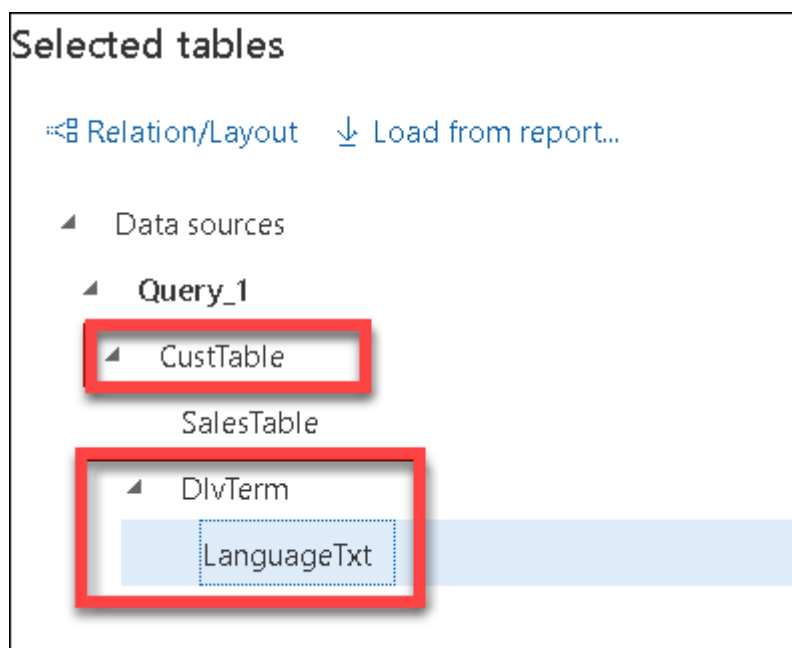 Selected tables
Relation/Layout Load from report...
Data sources
Query_1
CustTable
SalesTable
DlvTerm
LanguageTxt